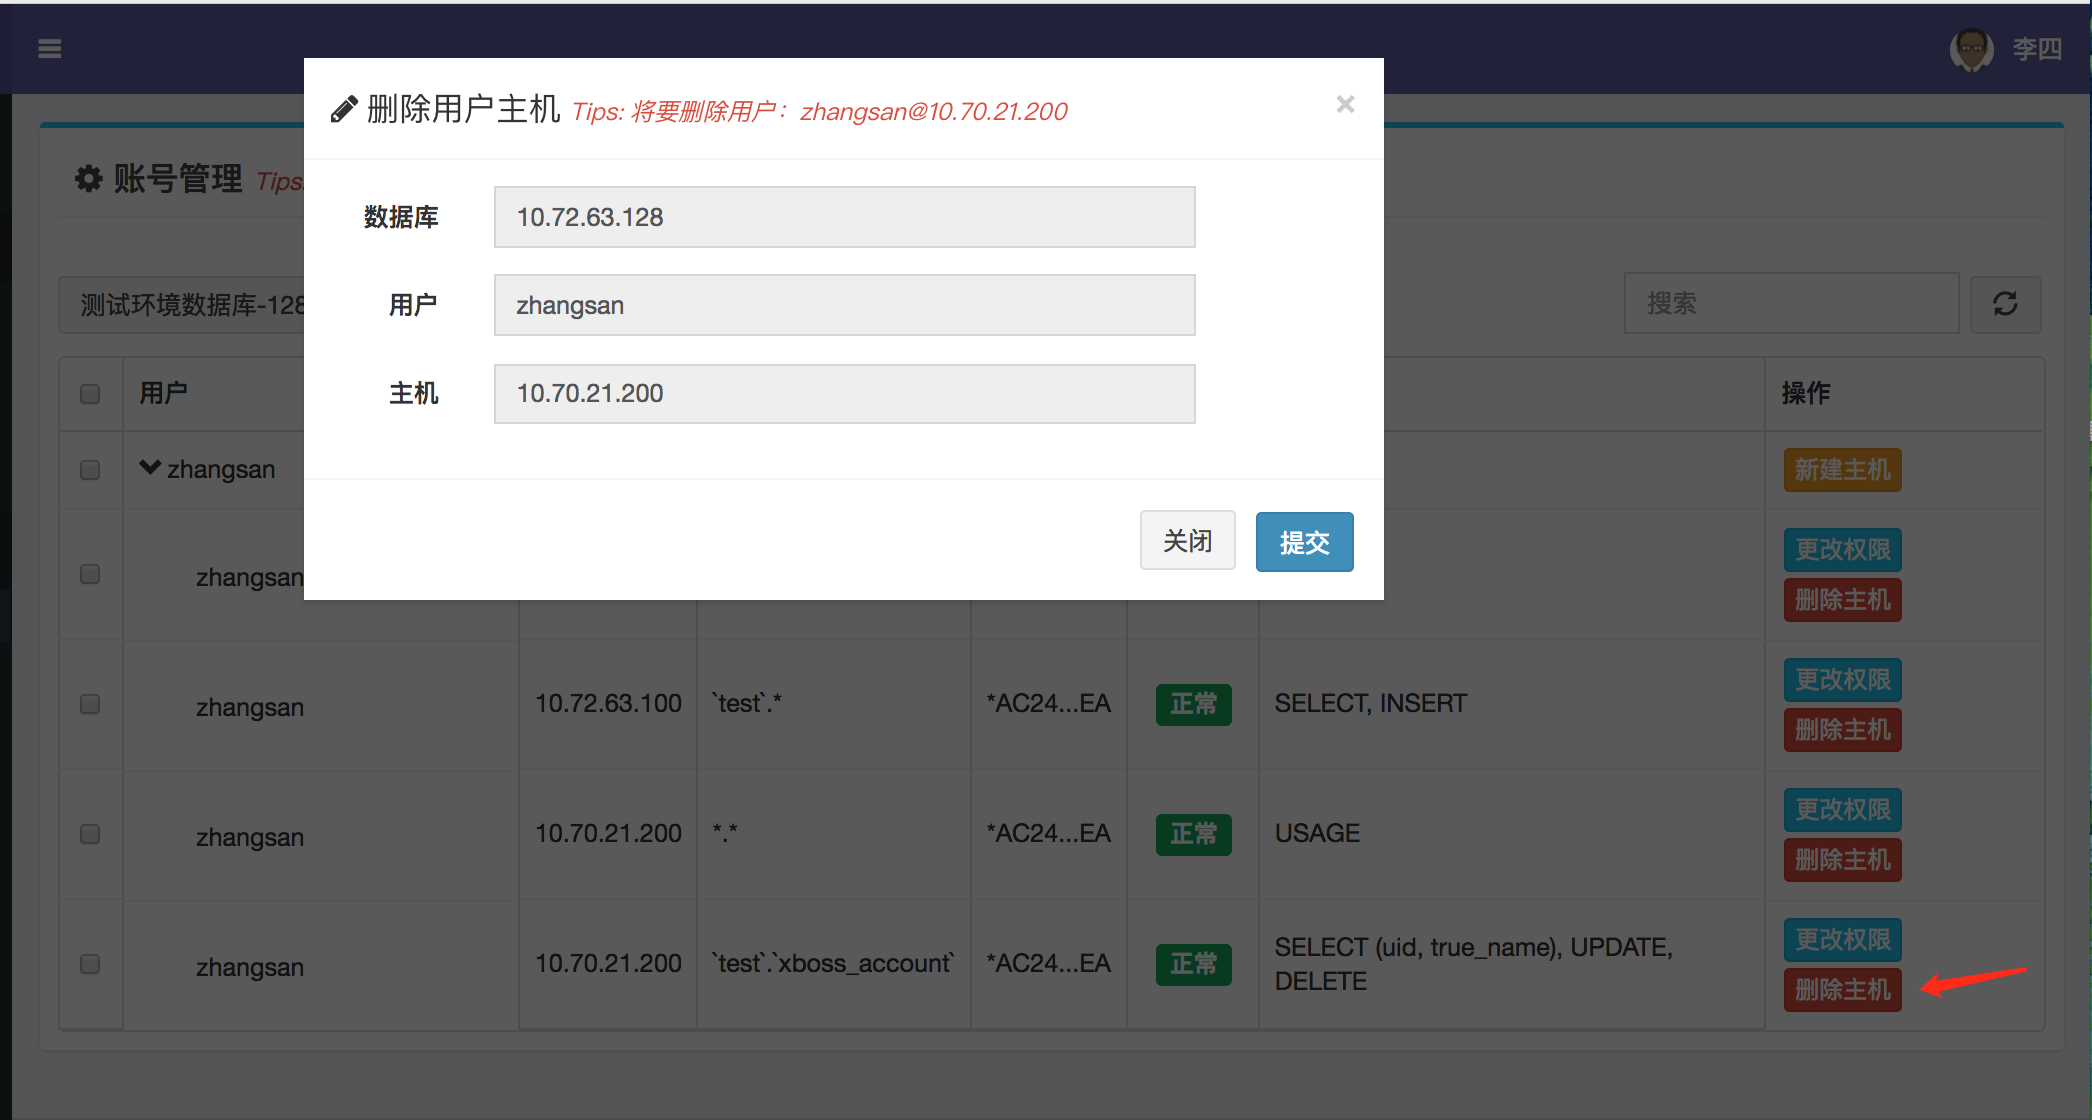 李四
删除用户主机 Tips: 将要删除用户：zhangsan@10.70.21.200
×
账号管理 Tips:
数据库 10.72.63.128
用户 zhangsan
主机 10.70.21.200
关闭 提交
测试环境数据库-128
搜索
用户 操作
zhangsan 新建主机
zhangsan 更改权限
删除主机
zhangsan 10.72.63.100 `test`.* *AC24...EA 正常 SELECT, INSERT 更改权限
删除主机
zhangsan 10.70.21.200 *.* *AC24...EA 正常 USAGE 更改权限
删除主机
zhangsan 10.70.21.200 `test`.`xboss_account` *AC24...EA 正常 SELECT (uid, true_name), UPDATE, 更改权限
DELETE 删除主机